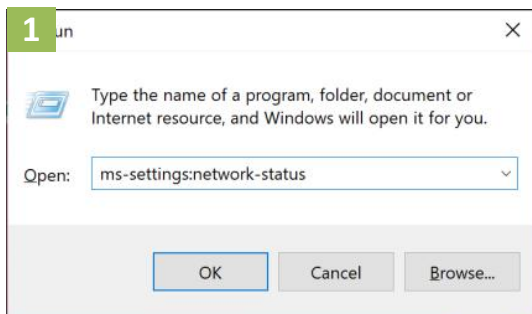 1
un
Type the name of a program, folder, document or
Internet resource, and Windows will open it for you.
Open:
ms-settings:network-status
OK
Cancel
Browse...